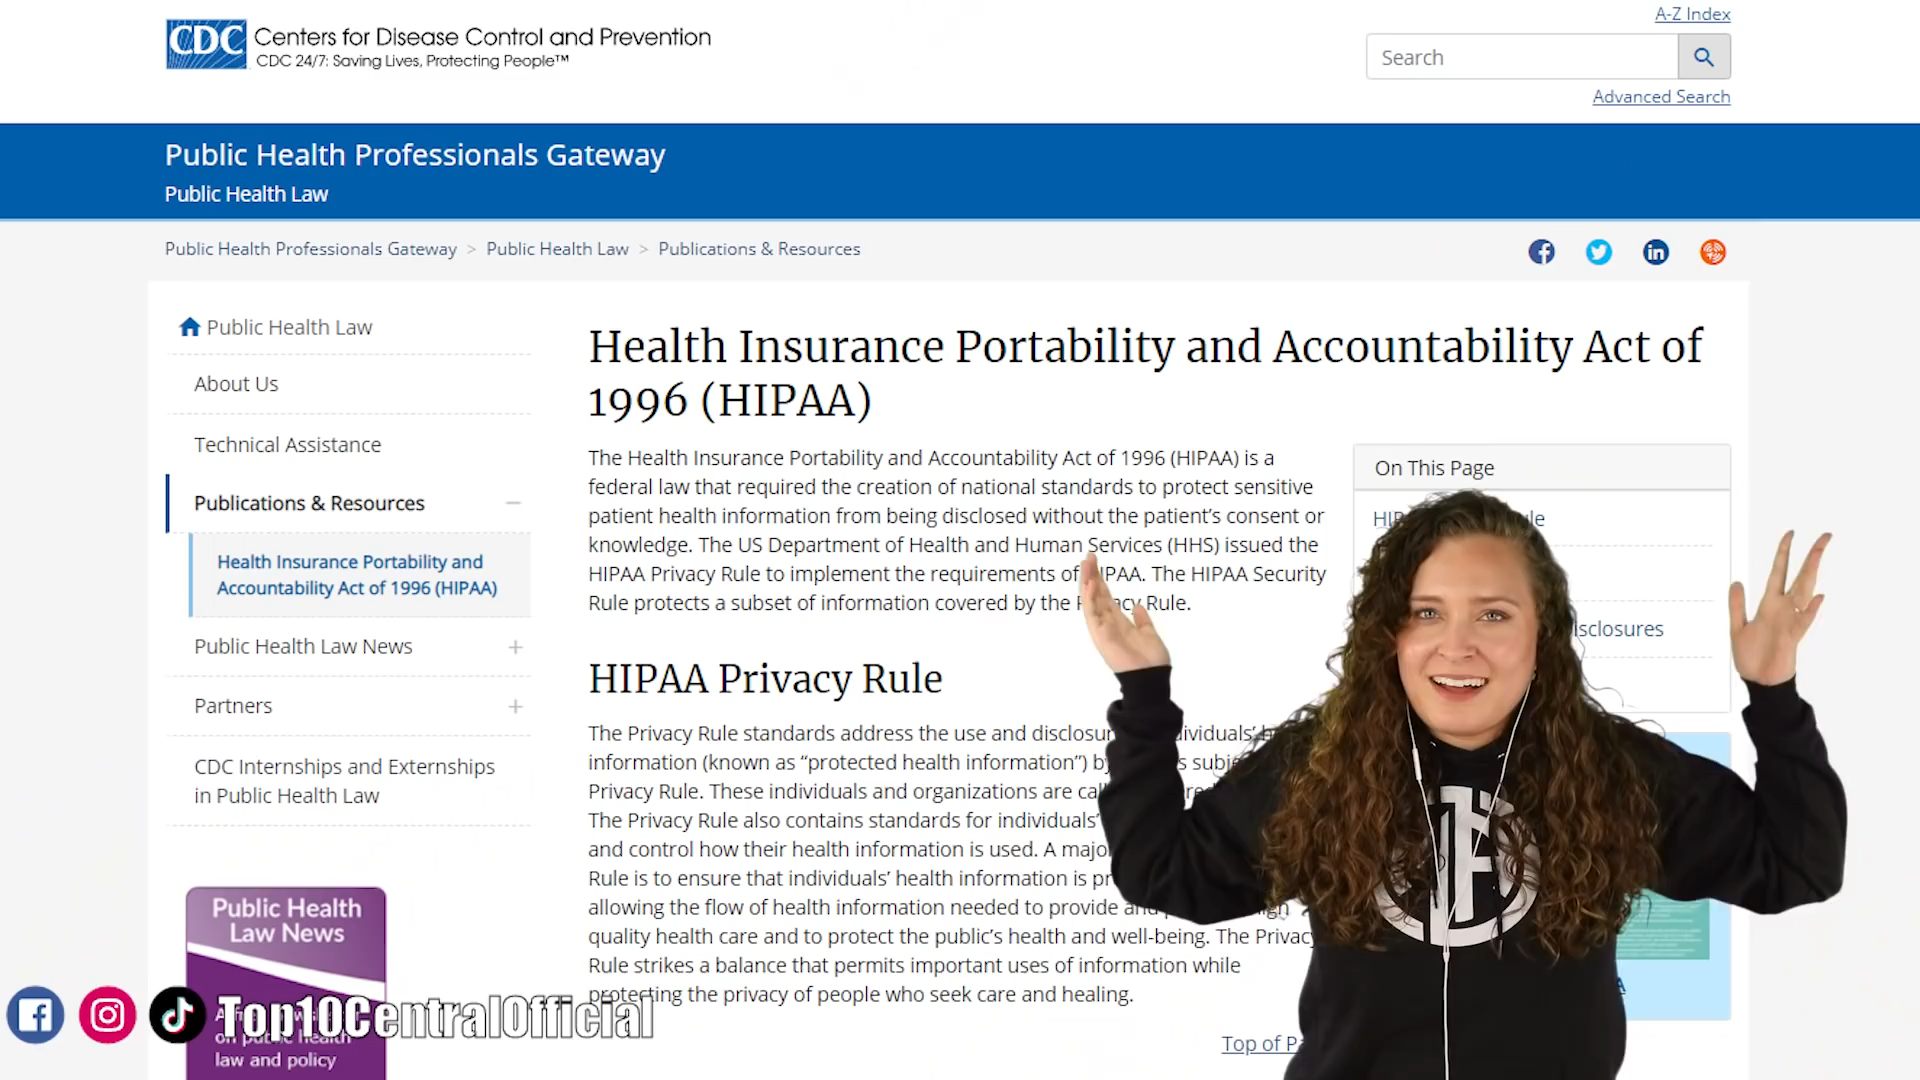 A-Z Index
CDC
Centers for Disease Control and Prevention
CDC 24/7: Saving Lives, Protecting People™
Search
Advanced Search
Public Health Professionals Gateway
Public Health Law
Public Health Professionals Gateway > Public Health Law > Publications & Resources
Public Health Law
About Us
Technical Assistance
Publications & Resources
Health Insurance Portability and
Accountability Act of 1996 (HIPAA)
Public Health Law News
Partners
CDC Internships and Externships
in Public Health Law
Public Health
Law News
on public health
law and policy
Health Insurance Portability and Accountability Act of
1996 (HIPAA)
The Health Insurance Portability and Accountability Act of 1996 (HIPAA) is a
federal law that required the creation of national standards to protect sensitive
patient health information from being disclosed without the patient's consent or
knowledge. The US Department of Health and Human Services (HHS) issued the
HIPAA Privacy Rule to implement the requirements of HIPAA. The HIPAA Security
Rule protects a subset of information covered by the Privacy Rule.
HIPAA Privacy Rule
The Privacy Rule standards address the use and
information (known as “protected health information”)
Privacy Rule. These individuals and organizations are
The Privacy Rule also contains standards for individuals’
and control how their health information is used. A
Rule is to ensure that individuals’ health information is
allowing the flow of health information needed to provide
quality health care and to protect the public’s health and well-being. The Privacy
Rule strikes a balance that permits important uses of information while
protecting the privacy of people who seek care and healing.
Top of
On This Page
Top10CentralOfficial